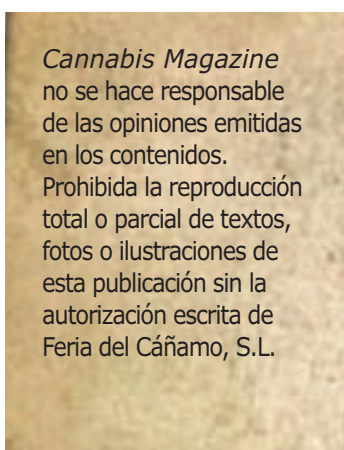 Cannabis Magazine
no se hace responsable
de las opiniones emitidas
en los contenidos.
Prohibida la reproducción
total o parcial de textos,
fotos o ilustraciones de
esta publicación sin la
autorización escrita de
Feria del Cáñamo, S.L.